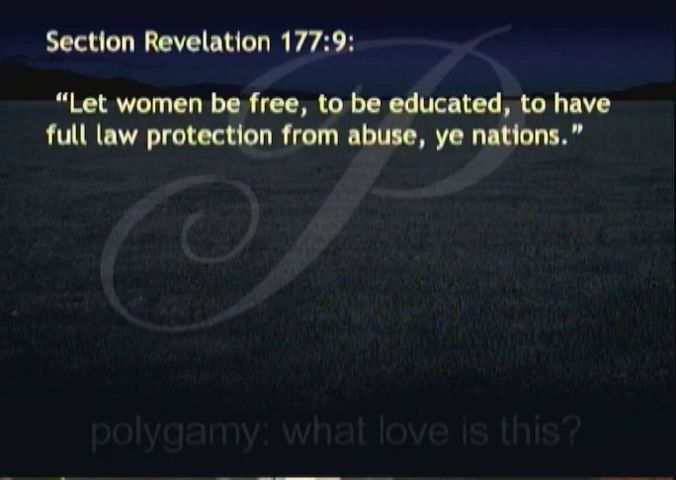 Section Revelation 177:9:
“Let women be free, to be educated, to have
full law protection from abuse, ye nations.”
P
polygamy: what love is this?